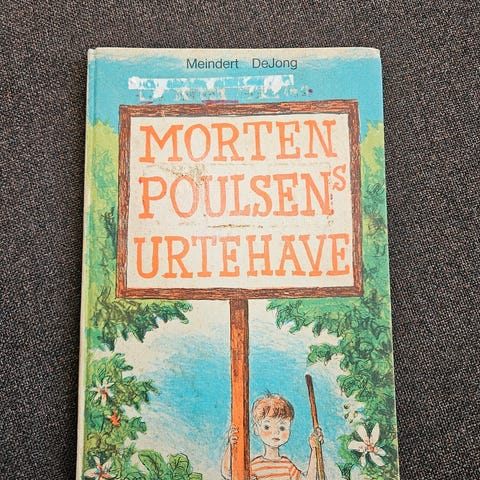 Meindert DeJong
MORTEN
POULSENS
URTEHAVE